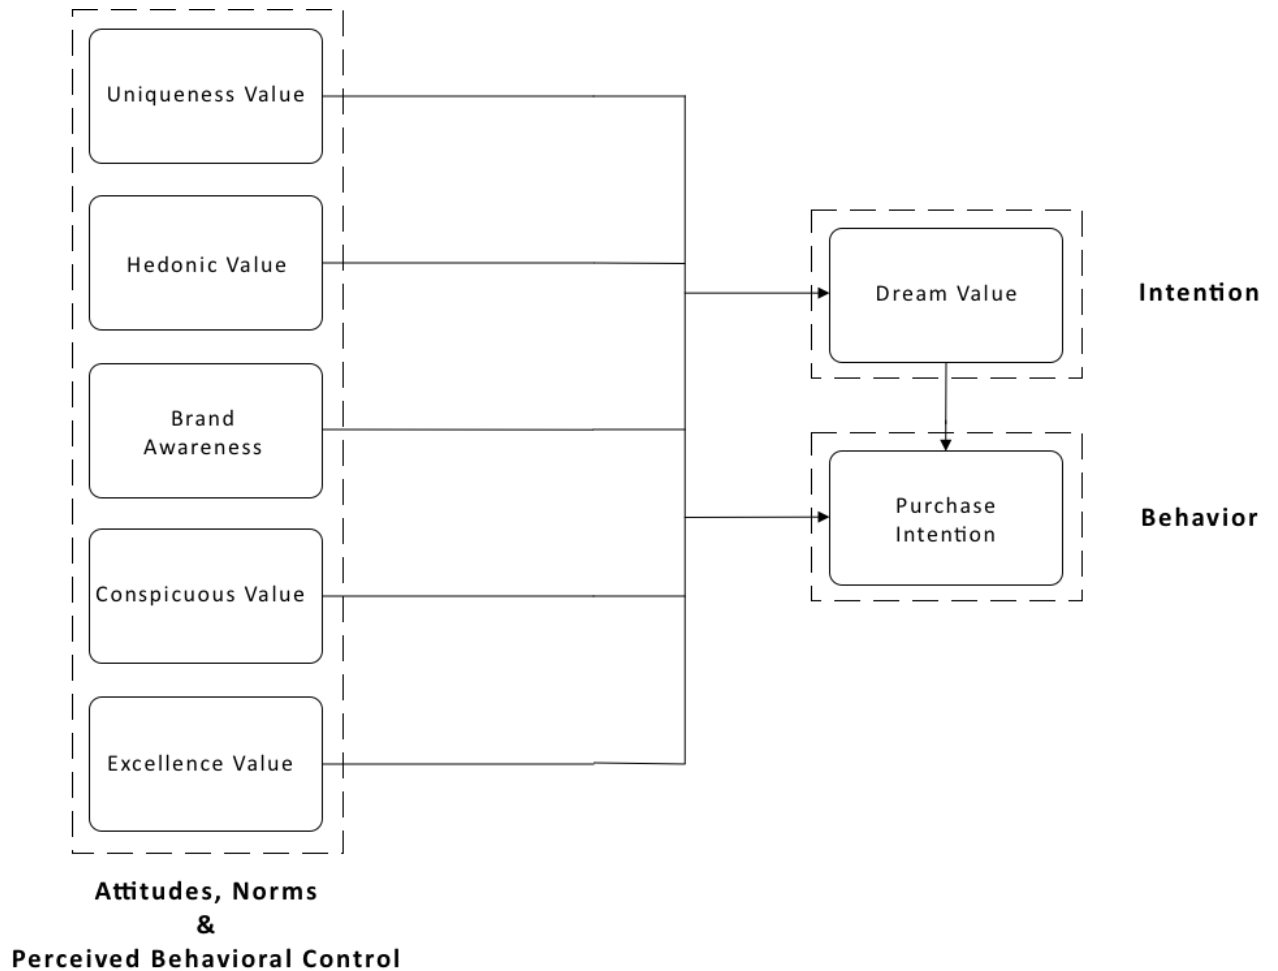 Uniqueness Value
Hedonic Value
Brand
Awareness
Conspicuous Value
Excellence Value
Attitudes, Norms
&
Perceived Behavioral Control
Dream Value
Intention
Purchase
Intention
Behavior